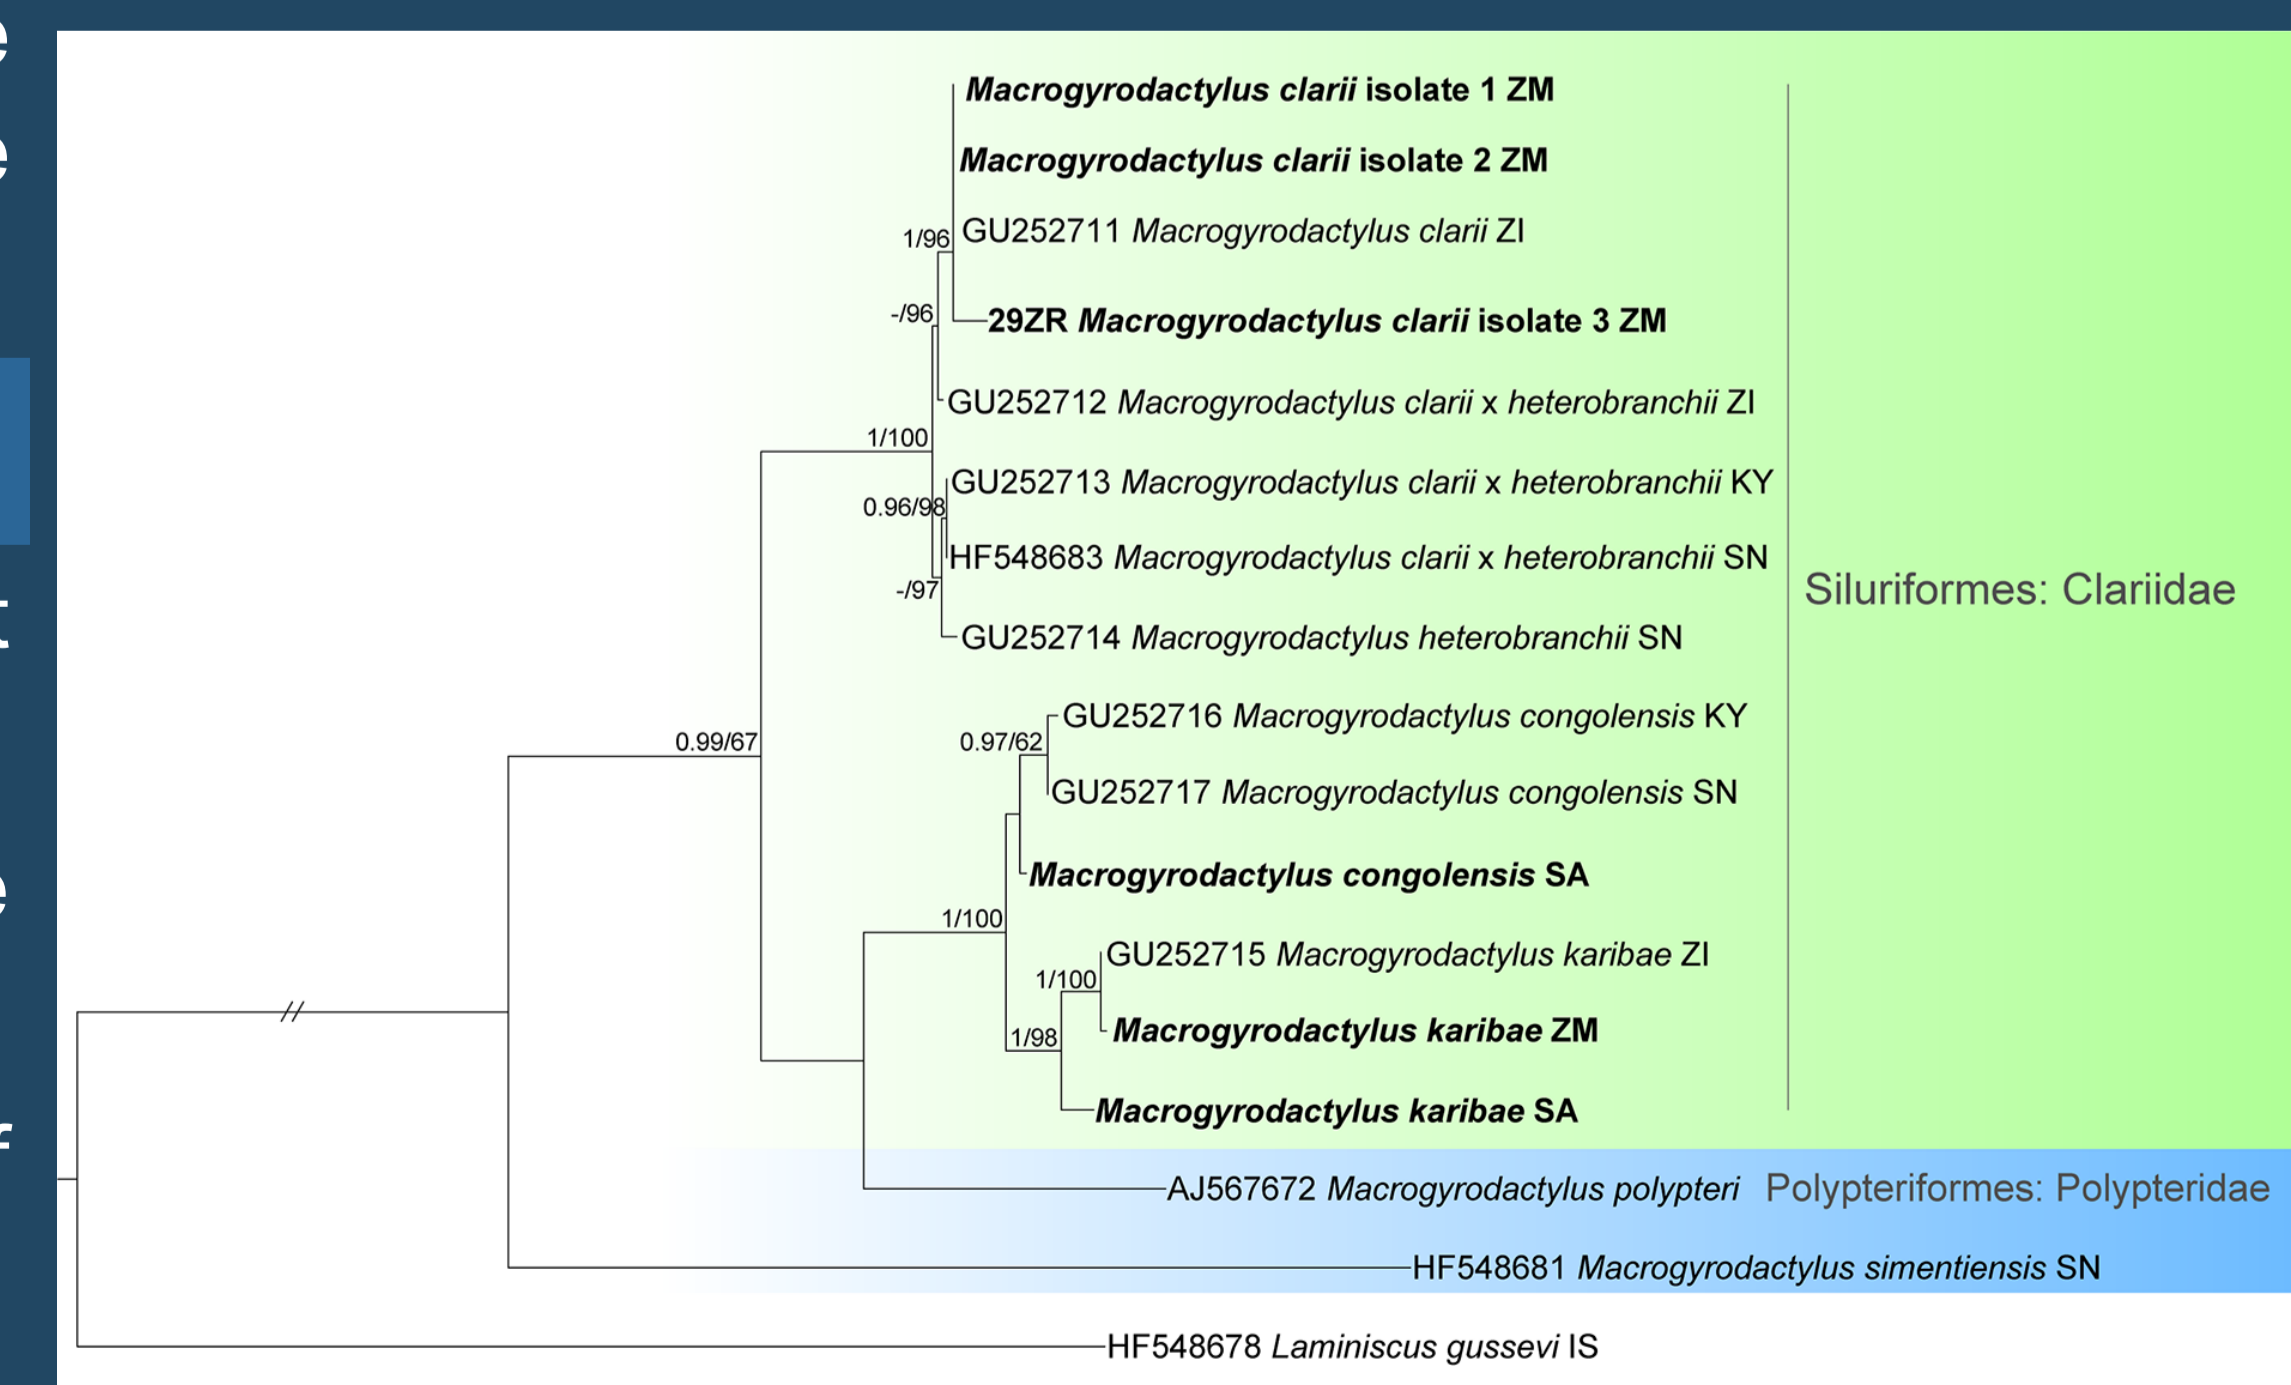 e
e
t
e
f
Macrogyrodactylus clarii isolate 1 ZM
Macrogyrodactylus clarii isolate 2 ZM
1/96
GU252711 Macrogyrodactylus clarii ZI
-/96
29ZR Macrogyrodactylus clarii isolate 3 ZM
GU252712 Macrogyrodactylus clarii x heterobranchii ZI
1/100
GU252713 Macrogyrodactylus clarii x heterobranchii KY
0.96/98
HF548683 Macrogyrodactylus clarii x heterobranchii SN
-/97
Siluriformes: Clariidae
GU252714 Macrogyrodactylus heterobranchii SN
GU252716 Macrogyrodactylus congolensis KY
0.99/67
0.97/62
GU252717 Macrogyrodactylus congolensis SN
Macrogyrodactylus congolensis SA
1/100
GU252715 Macrogyrodactylus karibae ZI
1/100
Macrogyrodactylus karibae ZM
1/98
Macrogyrodactylus karibae SA
AJ567672 Macrogyrodactylus polypteri
Polypteriformes: Polypteridae
HF548681 Macrogyrodactylus simentiensis SN
HF548678 Laminiscus gussevi IS